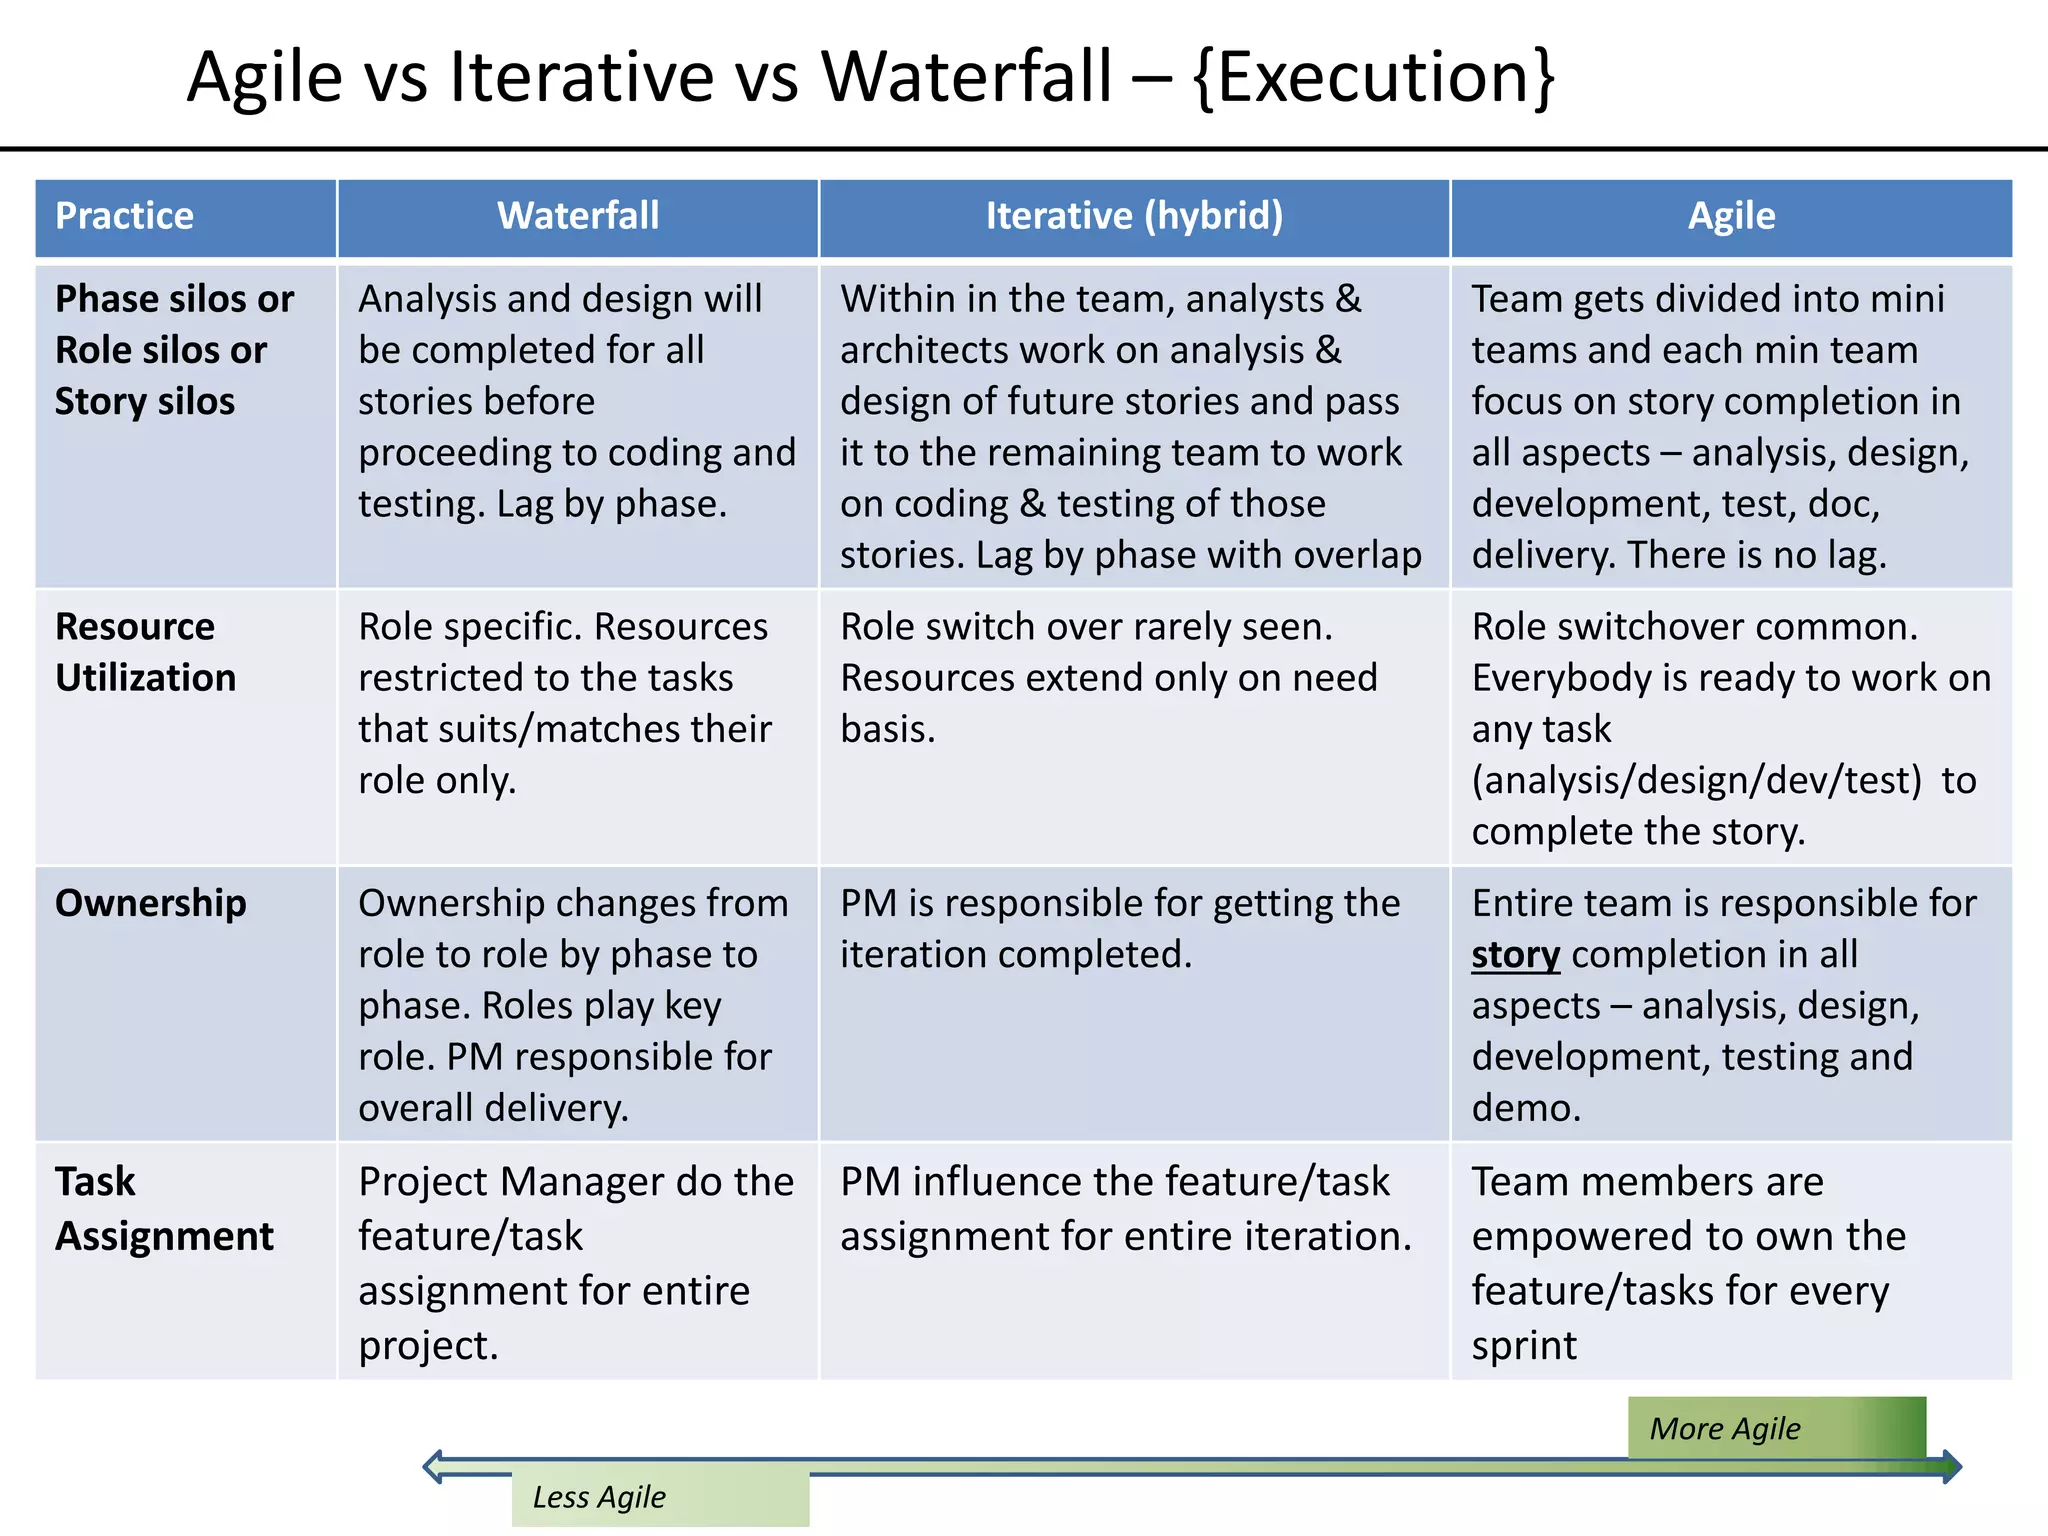 Agile vs Iterative vs Waterfall – {Execution}
Practice
Waterfall
Iterative (hybrid)
Agile
Phase silos or
Role silos or
Story silos
Analysis and design will
be completed for all
stories before
proceeding to coding and
testing. Lag by phase.
Within in the team, analysts &
architects work on analysis &
design of future stories and pass
it to the remaining team to work
on coding & testing of those
stories. Lag by phase with overlap
Team gets divided into mini
teams and each min team
focus on story completion in
all aspects – analysis, design,
development, test, doc,
delivery. There is no lag.
Resource
Utilization
Role specific. Resources
restricted to the tasks
that suits/matches their
role only.
Role switch over rarely seen.
Resources extend only on need
basis.
Role switchover common.
Everybody is ready to work on
any task
(analysis/design/dev/test)  to
complete the story.
Ownership
Ownership changes from
role to role by phase to
phase. Roles play key
role. PM responsible for
overall delivery.
PM is responsible for getting the
iteration completed.
Entire team is responsible for
story completion in all
aspects – analysis, design,
development, testing and
demo.
Task
Assignment
Project Manager do the
feature/task
assignment for entire
project.
PM influence the feature/task
assignment for entire iteration.
Team members are
empowered to own the
feature/tasks for every
sprint
More Agile
Less Agile